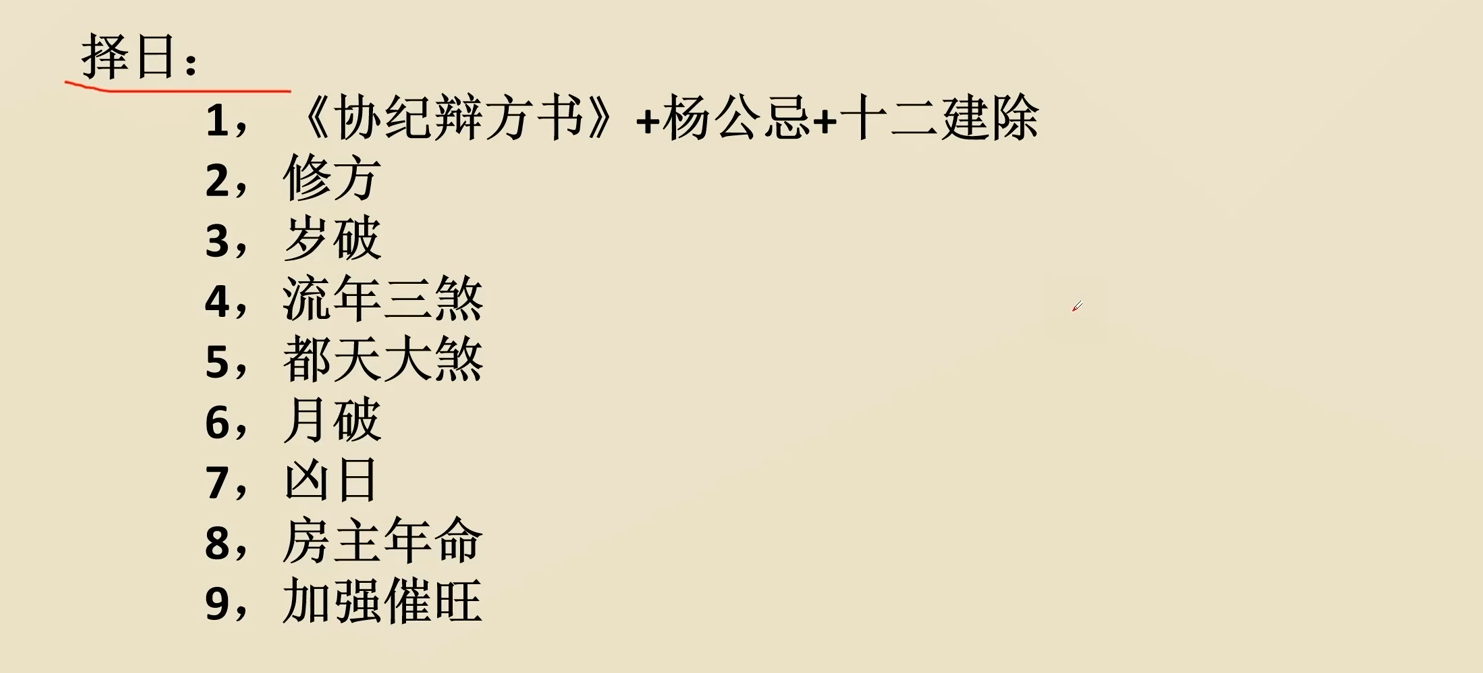 择日：
1，《协纪辩方书》+杨公忌+十二建除
2，修方
3，岁破
4，流年三煞
5，都天大煞
6，月破
7，凶日
8，房主年命
9，加强催旺